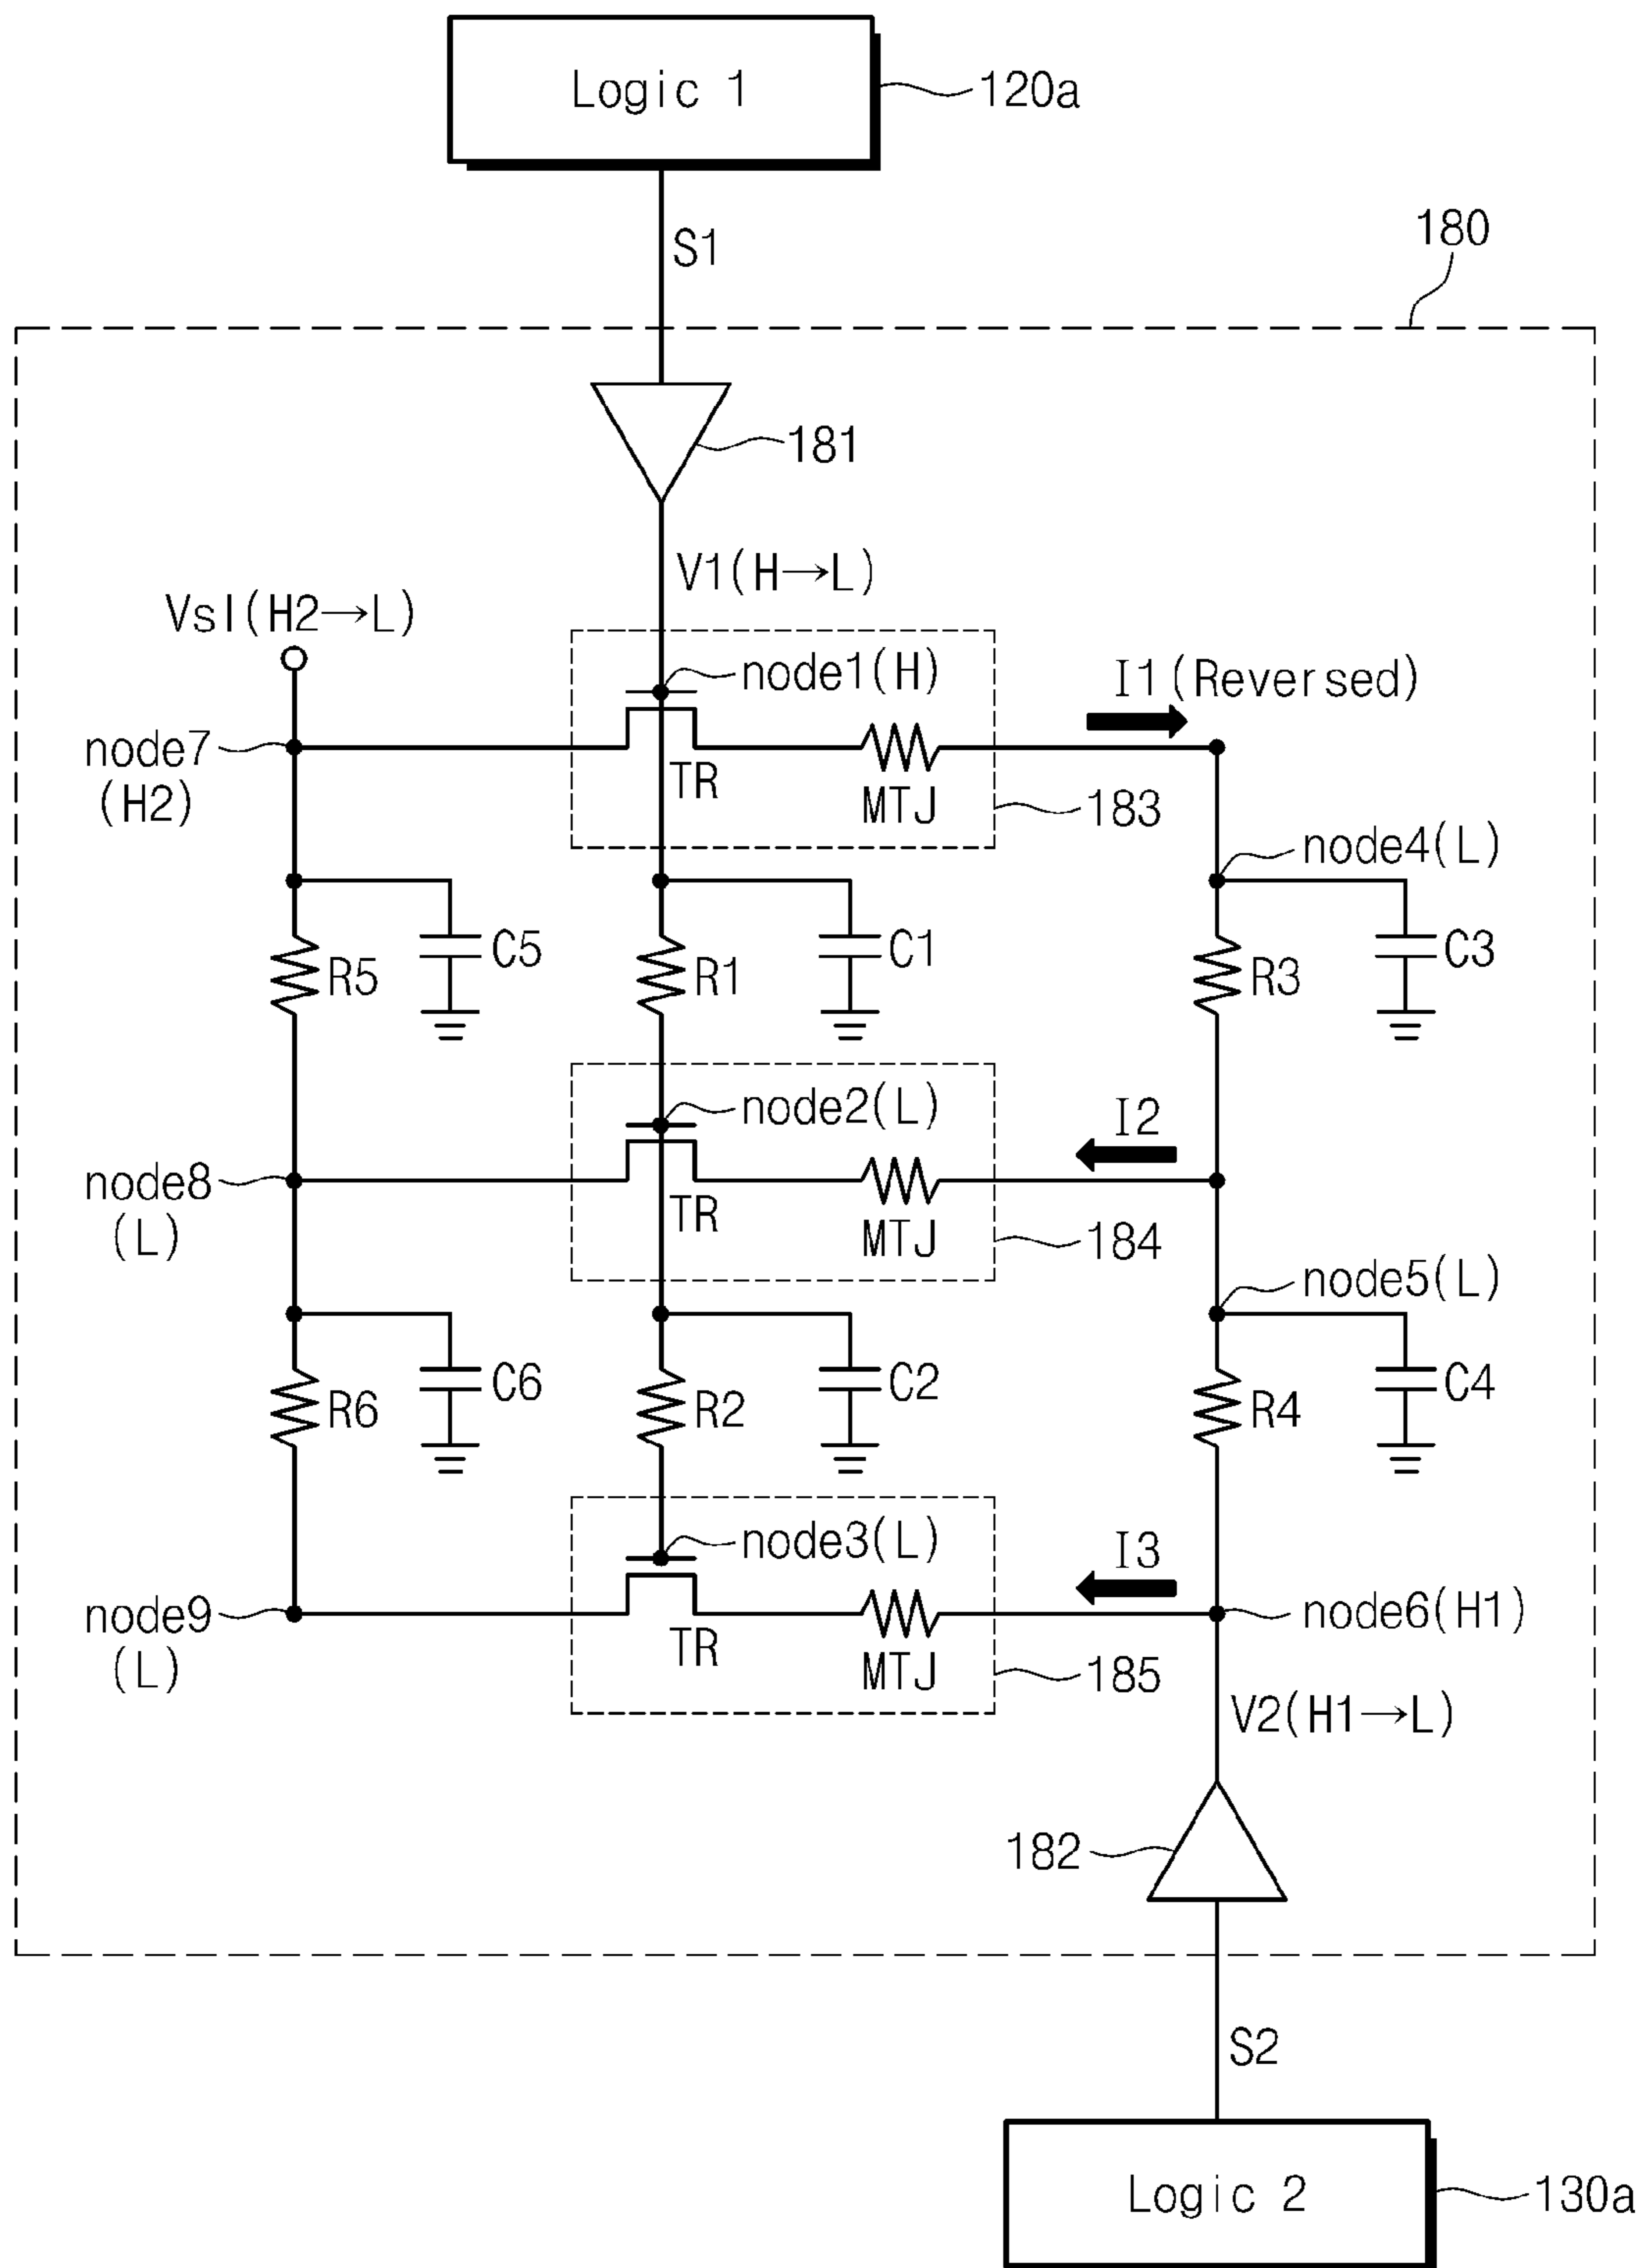 Logic 1
120a
S1
180
181
V1(H→L)
Vsl(H2→L)
node1(H)
I1(Reversed)
node7
(H2)
TR
MTJ
183
node4(L)
C5
C1
C3
R5
R1
R3
node2(L)
I2
node8
(L)
TR
MTJ
184
node5(L)
C6
C2
C4
R6
R2
R4
node3(L)
I3
node9
(L)
TR
MTJ
185
node6(H1)
V2(H1→L)
182
S2
Logic 2
130a